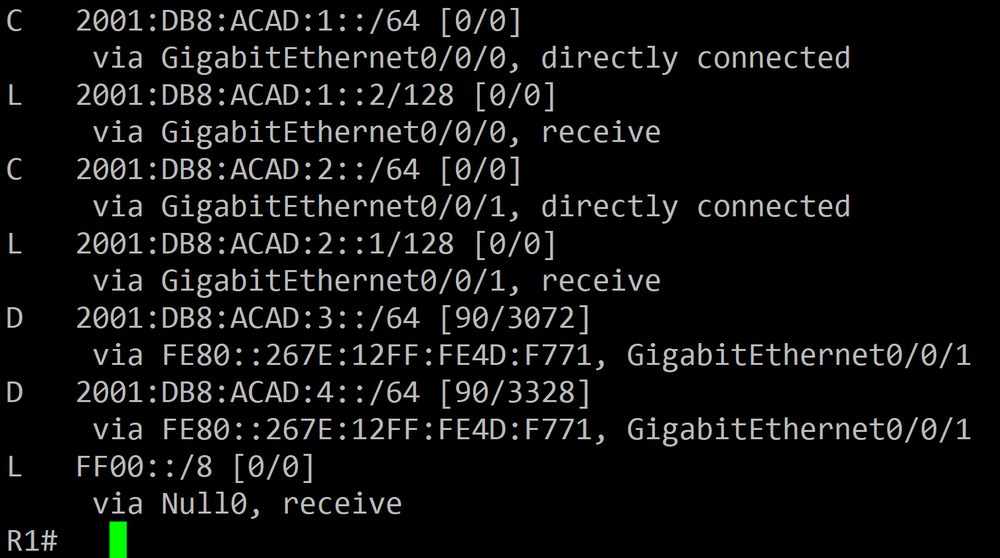 C   2001:DB8:ACAD:1::/64 [0/0]
     via GigabitEthernet0/0/0, directly connected
L   2001:DB8:ACAD:1::2/128 [0/0]
     via GigabitEthernet0/0/0, receive
C   2001:DB8:ACAD:2::/64 [0/0]
     via GigabitEthernet0/0/1, directly connected
L   2001:DB8:ACAD:2::1/128 [0/0]
     via GigabitEthernet0/0/1, receive
D   2001:DB8:ACAD:3::/64 [90/3072]
     via FE80::267E:12FF:FE4D:F771, GigabitEthernet0/0/1
D   2001:DB8:ACAD:4::/64 [90/3328]
     via FE80::267E:12FF:FE4D:F771, GigabitEthernet0/0/1
L   FF00::/8 [0/0]
     via Null0, receive
R1#